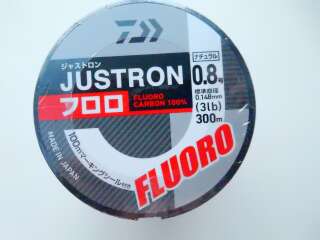 ジャストロン
JUSTRON
フロロ
FLUORO
CARBON 100%
ナチュラル
0.8号
標準直径
0.148mm
(3lb)
300m
100mマーキングシール付き
MADE IN JAPAN
FLUORO